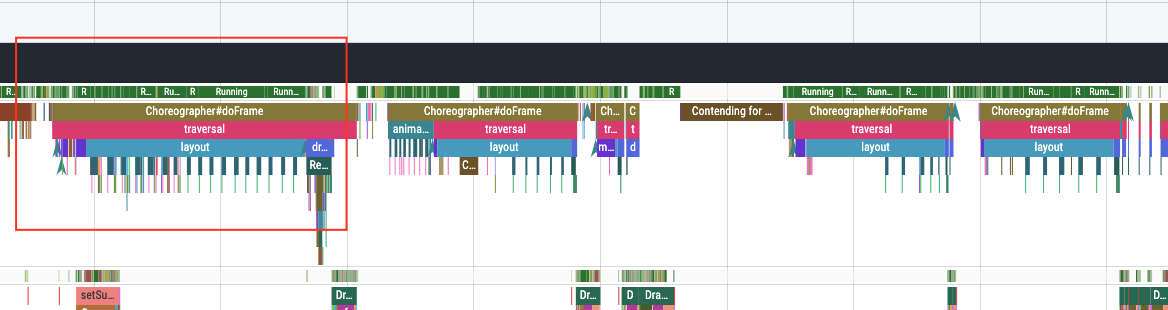 R... R R... Ru... R Running Runn... R Running R... Runn... R... Run... R Runn...
Choreographer#doFrame Choreographer#doFrame Ch... C Contending for ... Choreographer#doFrame Choreographer#doFrame
traversal anima... traversal tr... t traversal traversal
layout dr... layout m... d layout layout
Re... C...
setSu... Dr... Dr... D Dra... D...